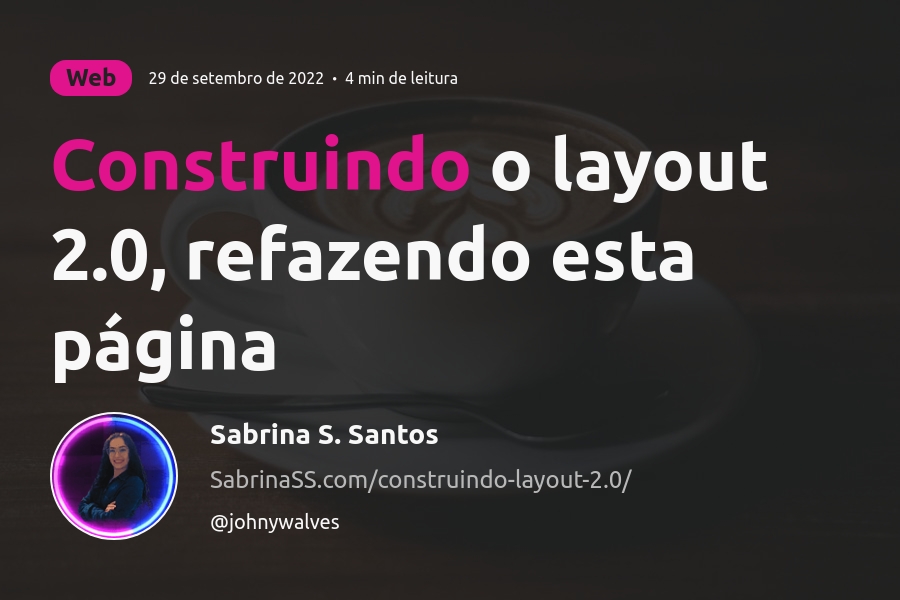 Web 29 de setembro de 2022 • 4 min de leitura
Construindo o layout
2.0, refazendo esta
página
Sabrina S. Santos
SabrinaSS.com/construindo-layout-2.0/
@johnywalves